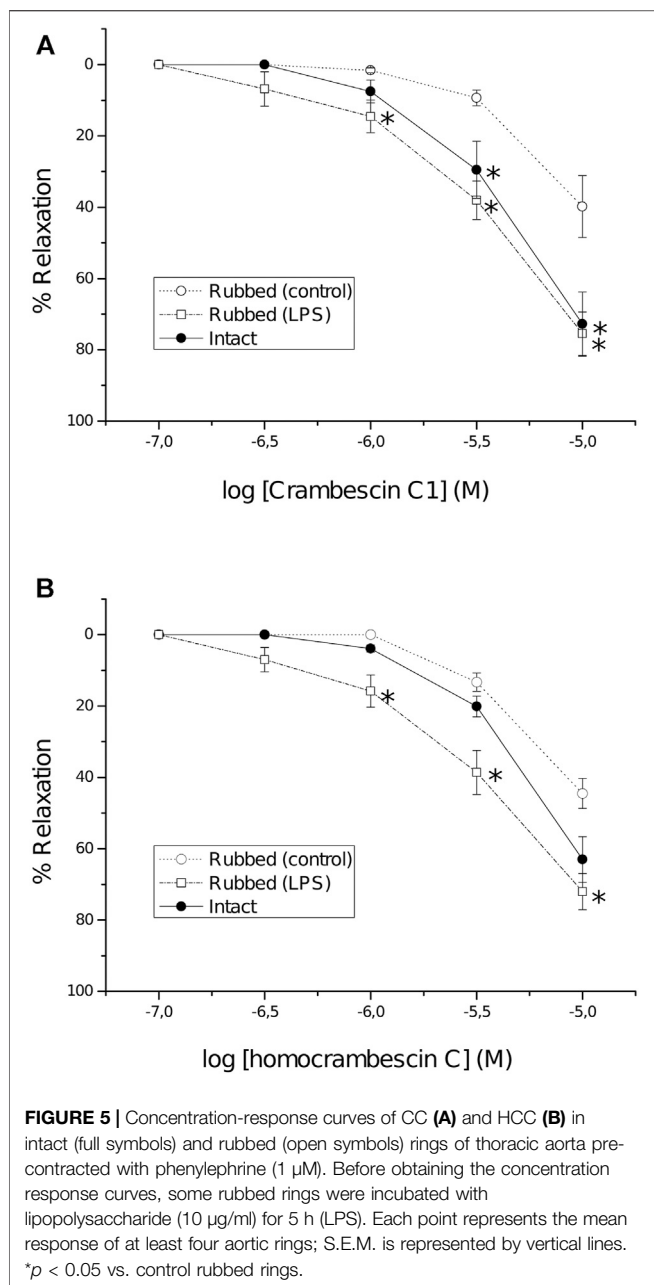 A
0
20
40
60
80
100
% Relaxation
*
*
*
*
*
Rubbed (control)
Rubbed (LPS)
Intact
-7,0 -6,5 -6,0 -5,5 -5,0
log [Crambescin C1] (M)
B
0
20
40
60
80
100
% Relaxation
*
*
*
Rubbed (control)
Rubbed (LPS)
Intact
-7,0 -6,5 -6,0 -5,5 -5,0
log [homocrambescin C] (M)
FIGURE 5 | Concentration-response curves of CC (A) and HCC (B) in
intact (full symbols) and rubbed (open symbols) rings of thoracic aorta pre-
contracted with phenylephrine (1 µM). Before obtaining the concentration
response curves, some rubbed rings were incubated with
lipopolysaccharide (10 µg/ml) for 5 h (LPS). Each point represents the mean
response of at least four aortic rings; S.E.M. is represented by vertical lines.
*p < 0.05 vs. control rubbed rings.